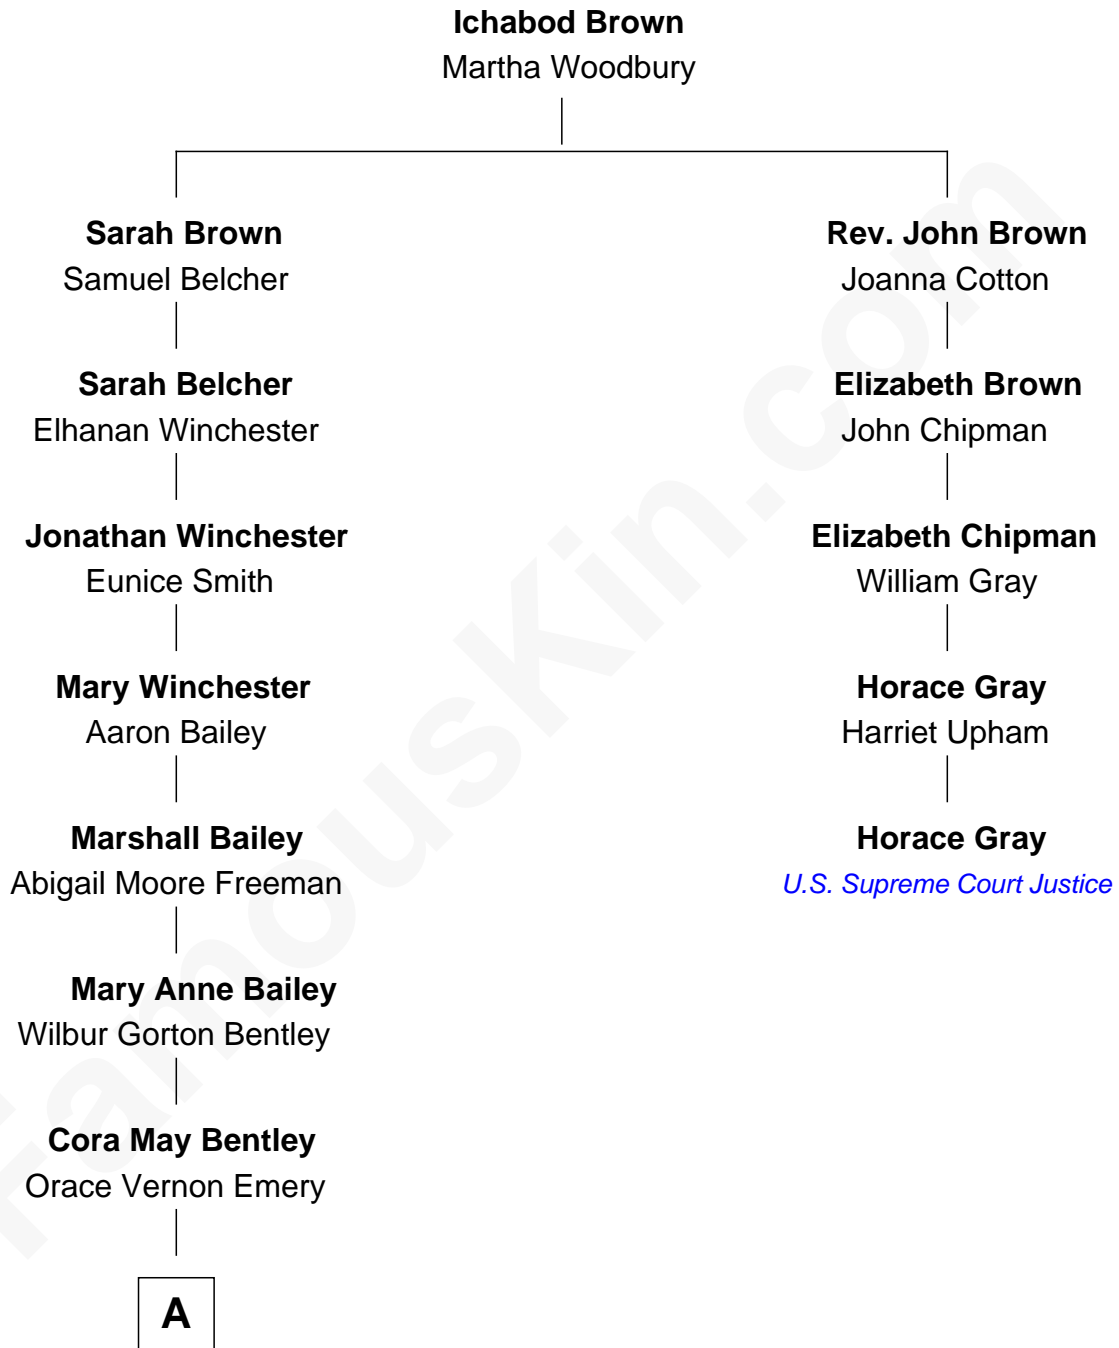 Ichabod Brown
Martha Woodbury
Sarah Brown
Samuel Belcher
Rev. John Brown
Joanna Cotton
Sarah Belcher
Elhanan Winchester
Elizabeth Brown
John Chipman
Jonathan Winchester
Eunice Smith
Elizabeth Chipman
William Gray
Mary Winchester
Aaron Bailey
Horace Gray
Harriet Upham
Marshall Bailey
Abigail Moore Freeman
Horace Gray
U.S. Supreme Court Justice
Mary Anne Bailey
Wilbur Gorton Bentley
Cora May Bentley
Orace Vernon Emery
A
FamousKin.com